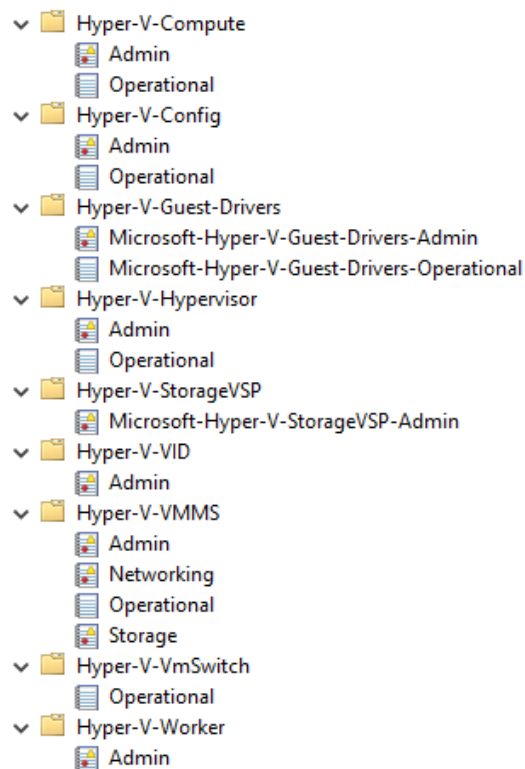 Hyper-V-Compute
Admin
Operational
Hyper-V-Config
Admin
Operational
Hyper-V-Guest-Drivers
Microsoft-Hyper-V-Guest-Drivers-Admin
Microsoft-Hyper-V-Guest-Drivers-Operational
Hyper-V-Hypervisor
Admin
Operational
Hyper-V-StorageVSP
Microsoft-Hyper-V-StorageVSP-Admin
Hyper-V-VID
Admin
Hyper-V-VMMS
Admin
Networking
Operational
Storage
Hyper-V-VmSwitch
Operational
Hyper-V-Worker
Admin